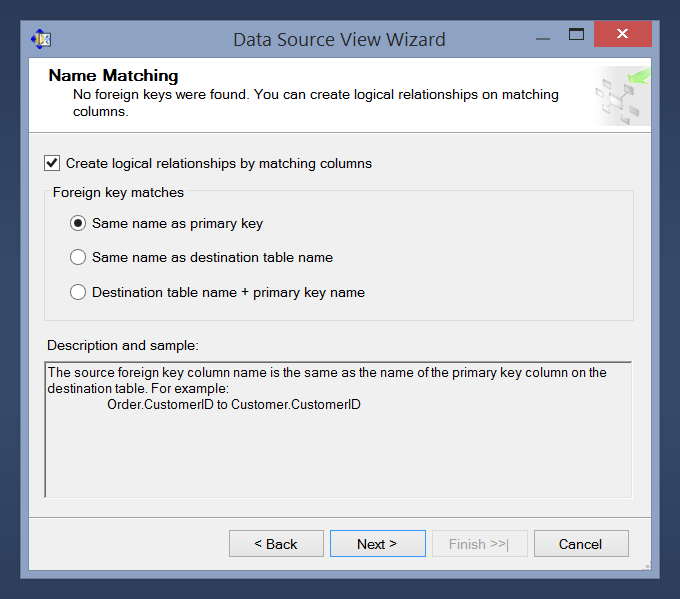 Data Source View Wizard
Name Matching
No foreign keys were found. You can create logical relationships on matching
columns.
Create logical relationships by matching columns
Foreign key matches
Same name as primary key
Same name as destination table name
Destination table name + primary key name
Description and sample:
The source foreign key column name is the same as the name of the primary key column on the
destination table. For example:
Order.CustomerID to Customer.CustomerID
< Back
Next >
Finish >>|
Cancel